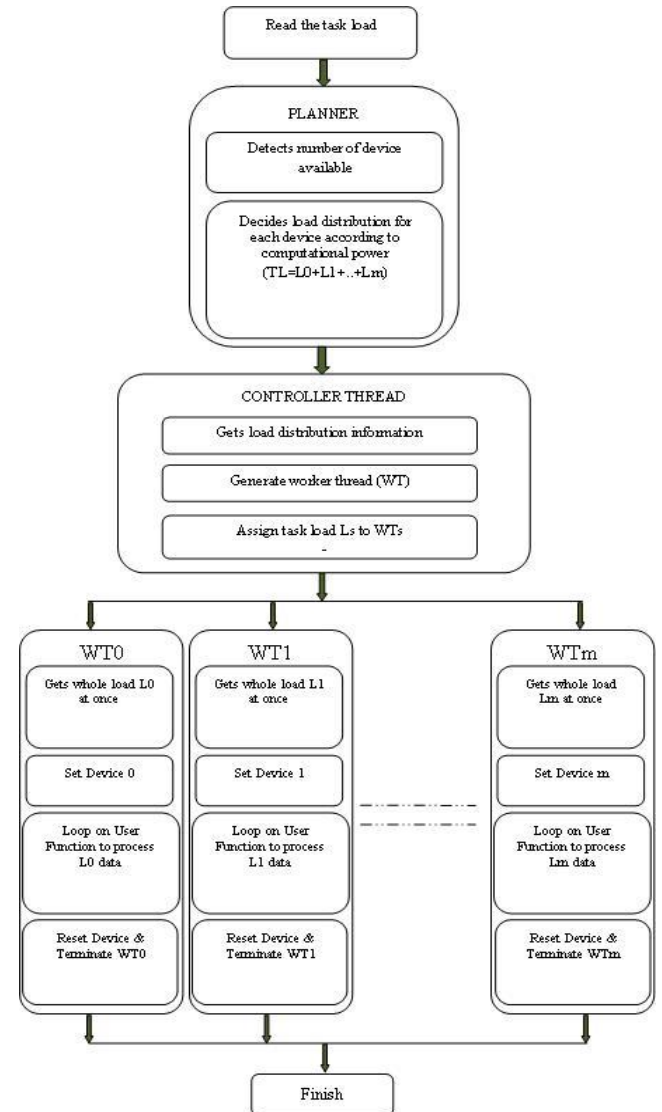 Read the task load
PLANNER
Detects number of device
available
Decides load distribution for
each device according to
computational power
(TL=L0+L1+..+Lm)
CONTROLLER THREAD
Gets load distribution information
Generate worker thread (WT)
Assign task load Ls to WTs
-
WT0
Gets whole load L0
at once
Set Device 0
Loop on User
Function to process
L0 data
Reset Device &
Terminate WT0
WT1
Gets whole load L1
at once
Set Device 1
Loop on User
Function to process
L1 data
Reset Device &
Terminate WT1
WTm
Gets whole load
Lm at once
Set Device m
Loop on User
Function to process
Lm data
Reset Device &
Terminate WTm
Finish